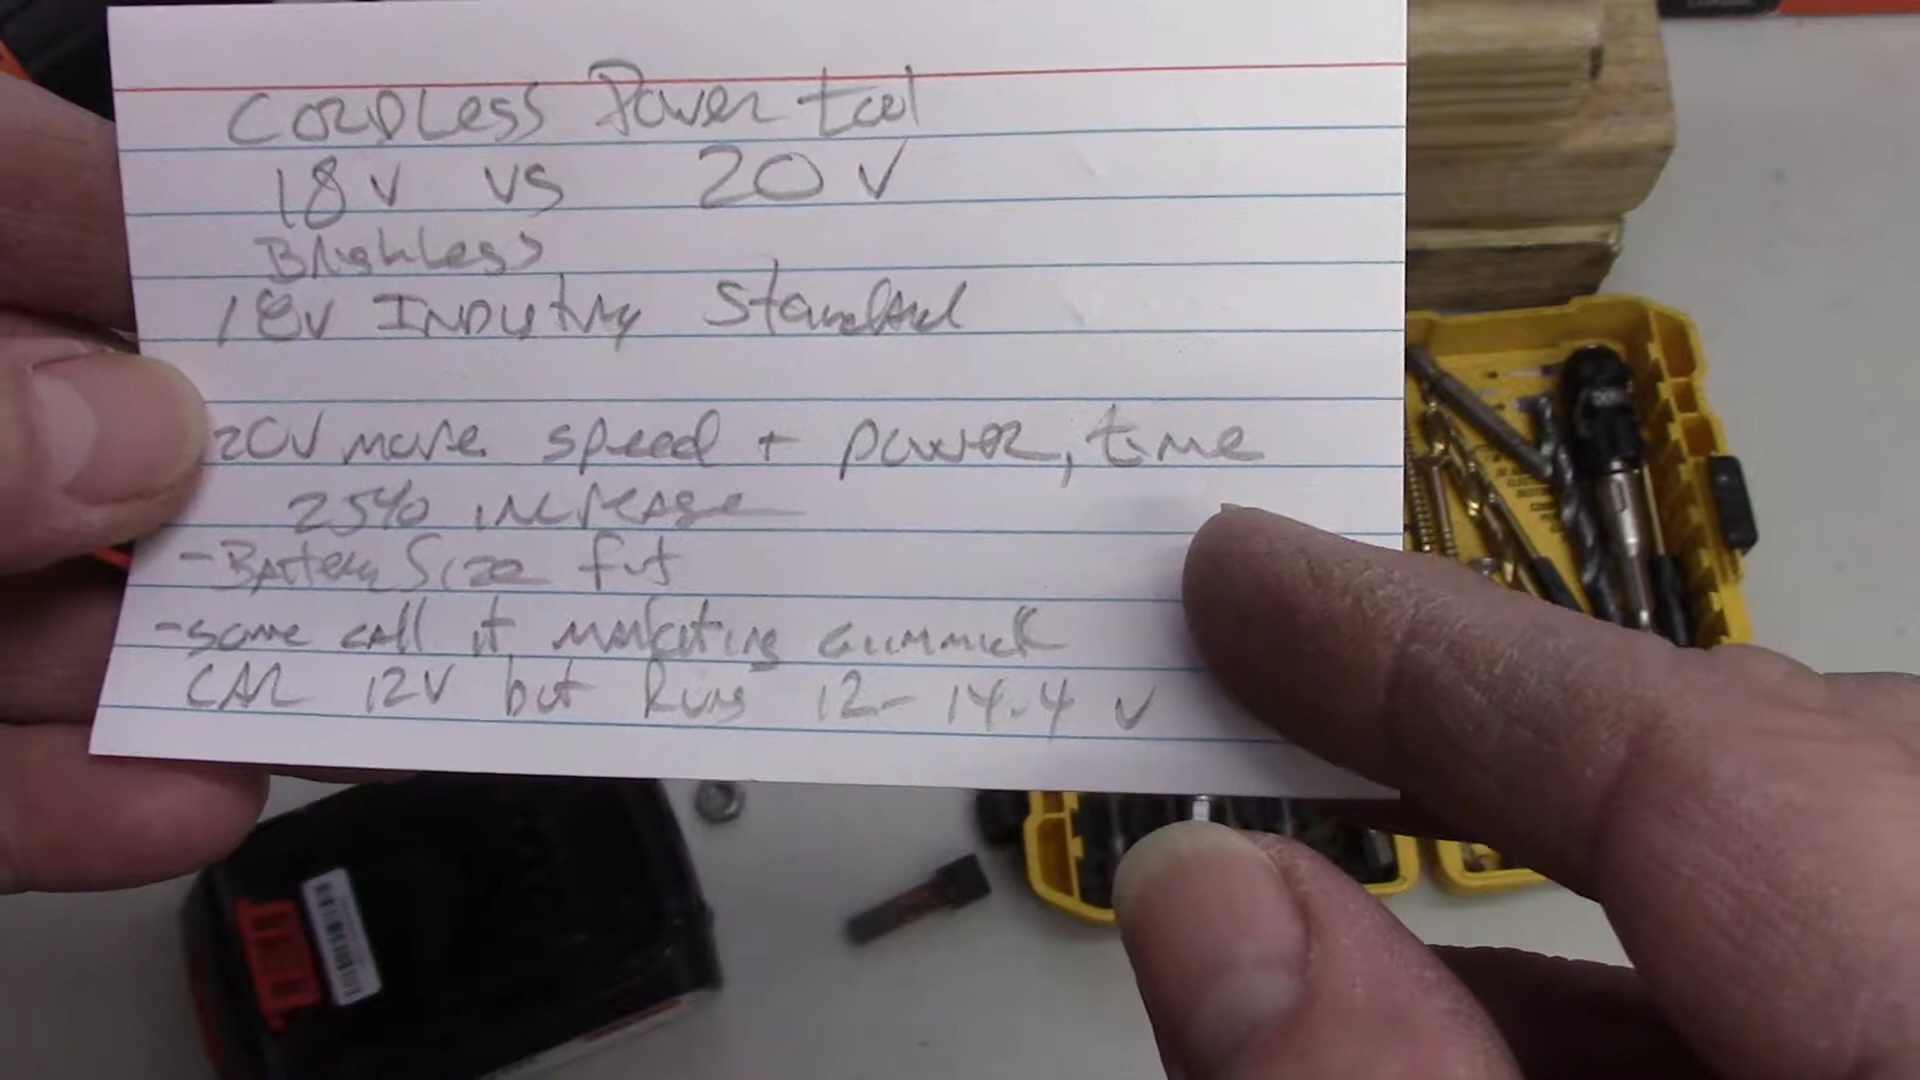 Cordless Power tool
18V VS 20V
Brushless
18V Industry Standard
20V more speed + power, time
25% increase
- Battery Size
- some call it marketing Gimmick
CAR 12V but Runs 12-14.4 V